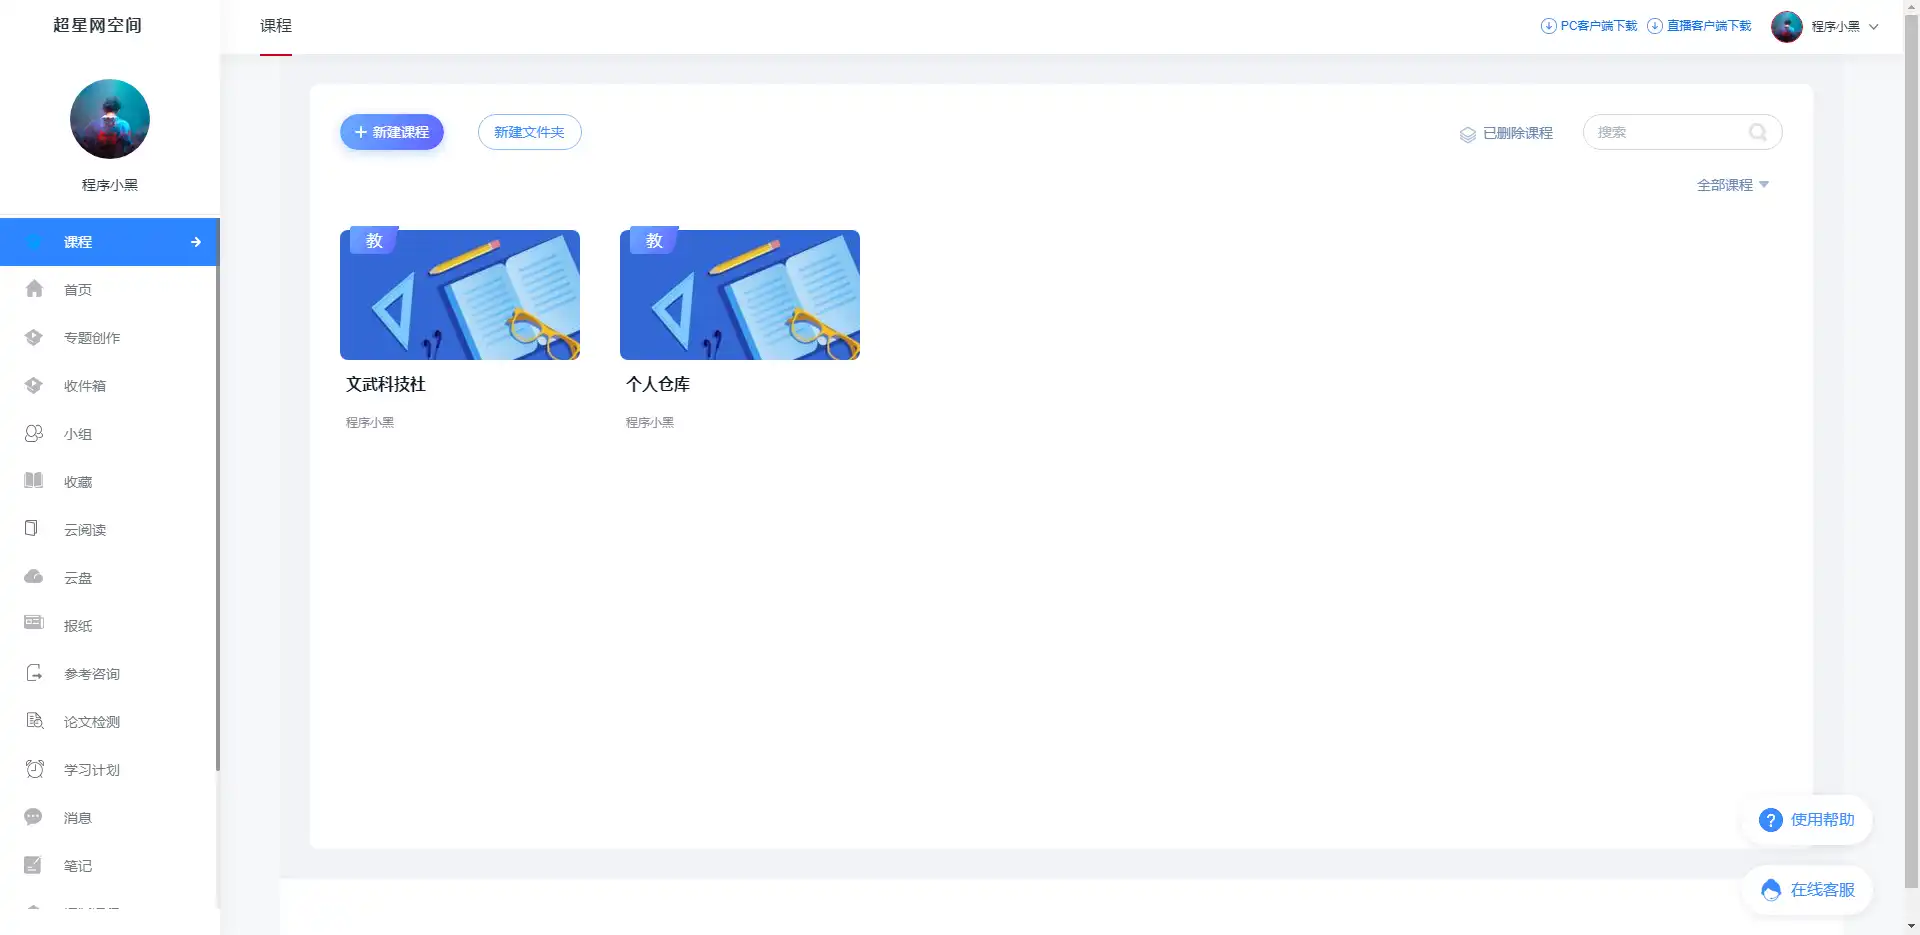 超星网空间
课程
PC客户端下载
直播客户端下载
程序小黑
程序小黑
新建课程
新建文件夹
已删除课程
搜索
全部课程
课程
首页
专题创作
收件箱
小组
收藏
云阅读
云盘
报纸
参考咨询
论文检测
学习计划
消息
笔记
教
文武科技社
程序小黑
教
个人仓库
程序小黑
使用帮助
在线客服